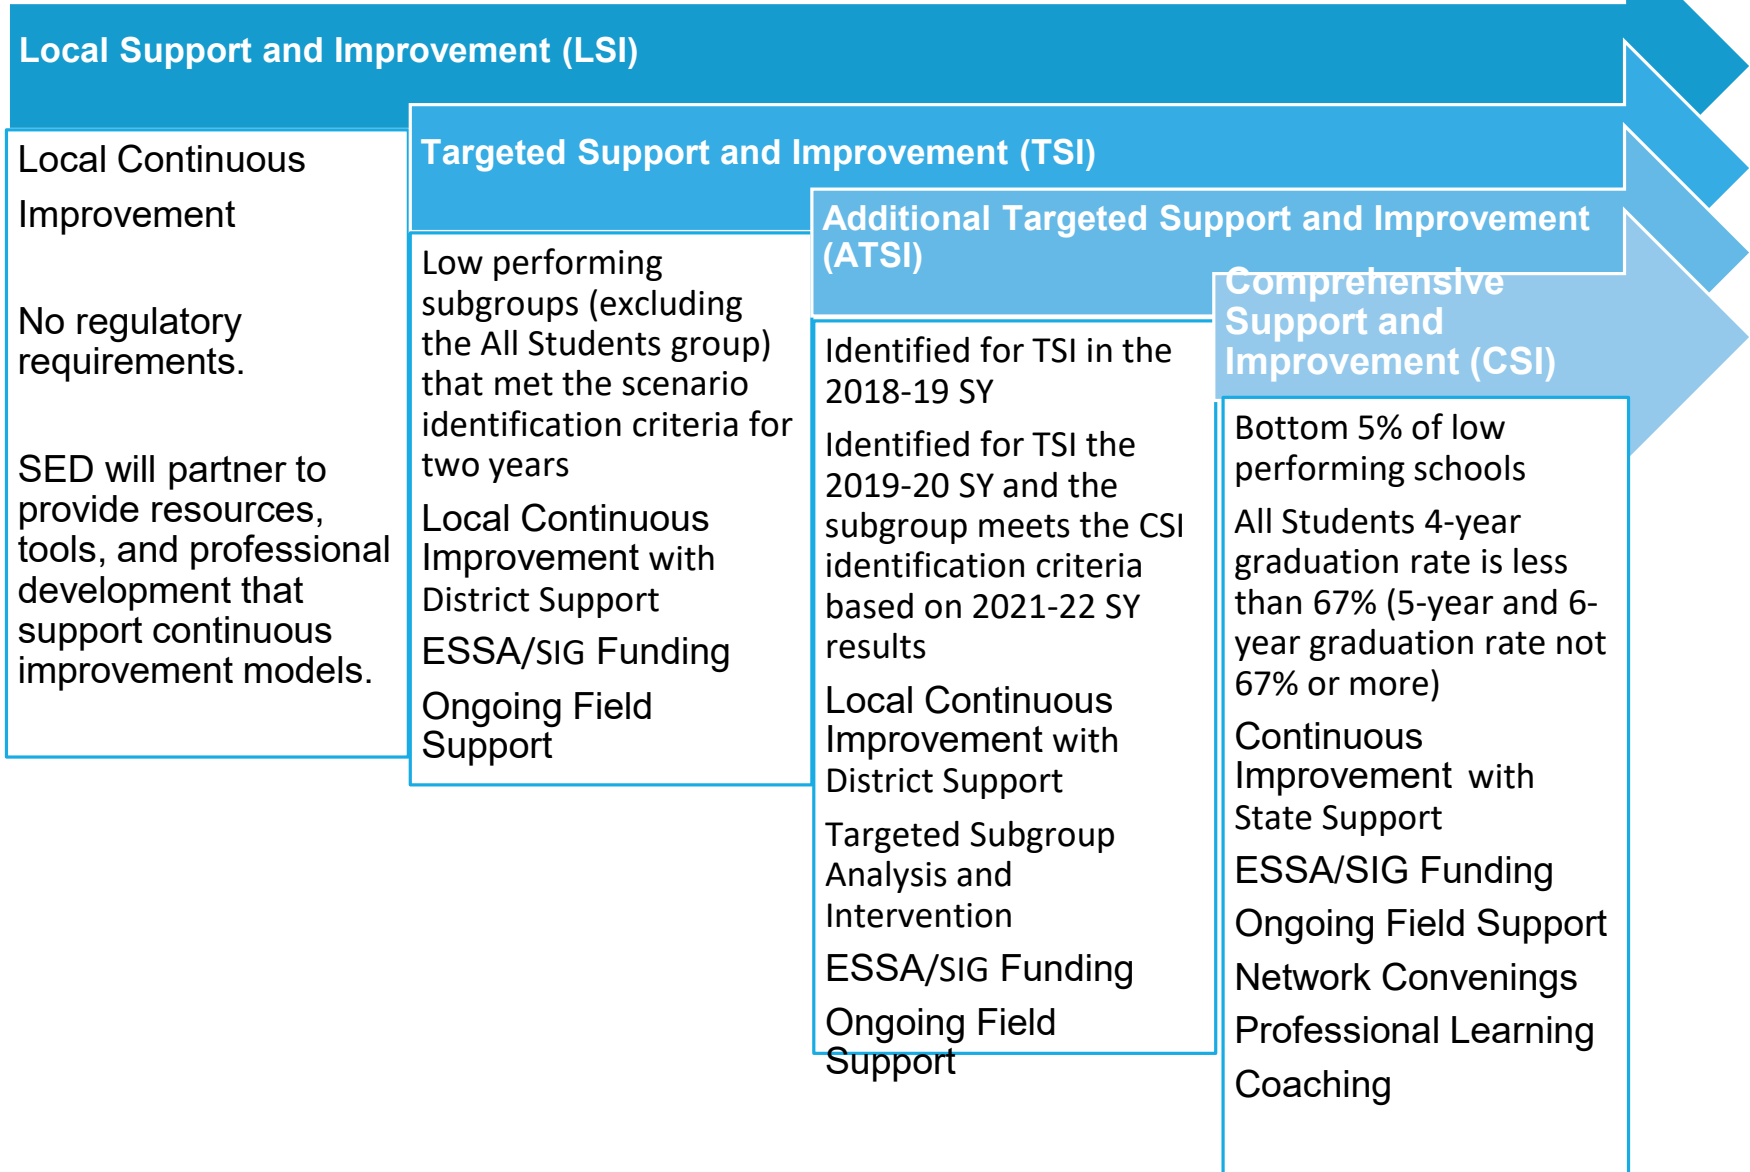 Local Support and Improvement (LSI)
Local Continuous
Improvement
No regulatory
requirements.
SED will partner to
provide resources,
tools, and professional
development that
support continuous
improvement models.
Targeted Support and Improvement (TSI)
Low performing
subgroups (excluding
the All Students group)
that met the scenario
identification criteria for
two years
Local Continuous
Improvement with
District Support
ESSA/SIG Funding
Ongoing Field
Support
Additional Targeted Support and Improvement
(ATSI)
Identified for TSI in the
2018-19 SY
Identified for TSI the
2019-20 SY and the
subgroup meets the CSI
identification criteria
based on 2021-22 SY
results
Local Continuous
Improvement with
District Support
Targeted Subgroup
Analysis and
Intervention
ESSA/SIG Funding
Ongoing Field
Support
Comprehensive
Support and
Improvement (CSI)
Bottom 5% of low
performing schools
All Students 4-year
graduation rate is less
than 67% (5-year and 6-
year graduation rate not
67% or more)
Continuous
Improvement with
State Support
ESSA/SIG Funding
Ongoing Field Support
Network Convenings
Professional Learning
Coaching